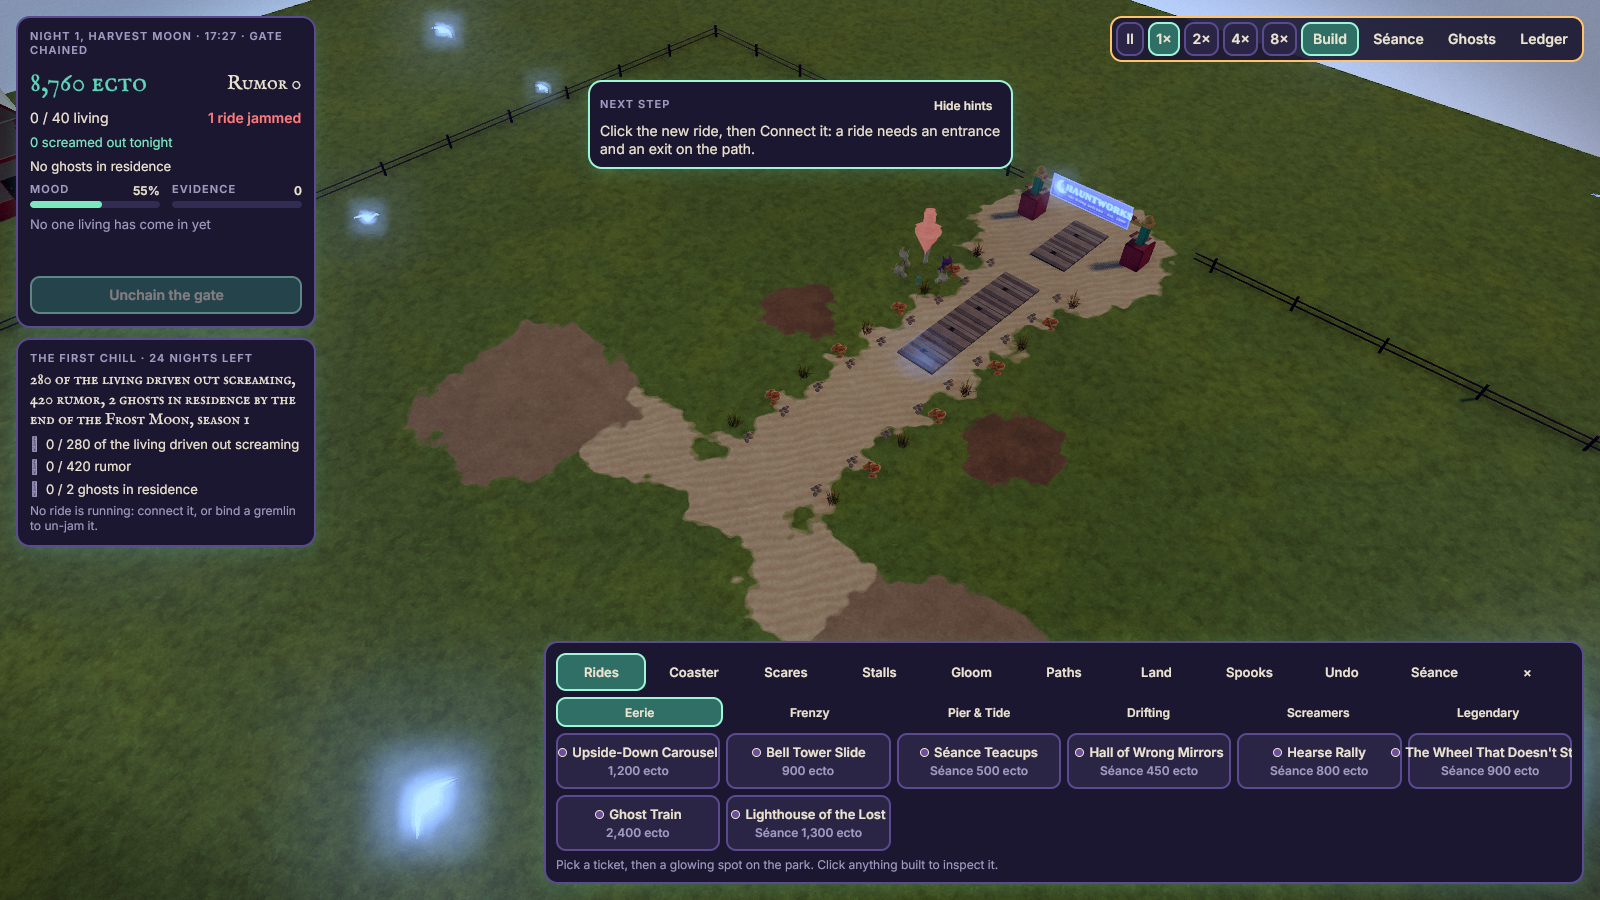 NIGHT 1, HARVEST MOON · 17:27 · GATE
CHAINED
8,760 ECTO
Rumor 0
0 / 40 living
1 ride jammed
0 screamed out tonight
No ghosts in residence
MOOD
55%
EVIDENCE
0
No one living has come in yet
Unchain the gate
THE FIRST CHILL · 24 NIGHTS LEFT
280 of the living driven out screaming,
420 rumor, 2 ghosts in residence by the
end of the Frost Moon, season 1
0 / 280 of the living driven out screaming
0 / 420 rumor
0 / 2 ghosts in residence
No ride is running: connect it, or bind a gremlin
to un-jam it.
NEXT STEP
Hide hints
Click the new ride, then Connect it: a ride needs an entrance
and an exit on the path.
HAUNTWORKS
II
1×
2×
4×
8×
Build
Séance
Ghosts
Ledger
Rides
Coaster
Scares
Stalls
Gloom
Paths
Land
Spooks
Undo
Séance
×
Eerie
Frenzy
Pier & Tide
Drifting
Screamers
Legendary
Upside-Down Carousel
1,200 ecto
Bell Tower Slide
900 ecto
Séance Teacups
Séance 500 ecto
Hall of Wrong Mirrors
Séance 450 ecto
Hearse Rally
Séance 800 ecto
The Wheel That Doesn't St
Séance 900 ecto
Ghost Train
2,400 ecto
Lighthouse of the Lost
Séance 1,300 ecto
Pick a ticket, then a glowing spot on the park. Click anything built to inspect it.